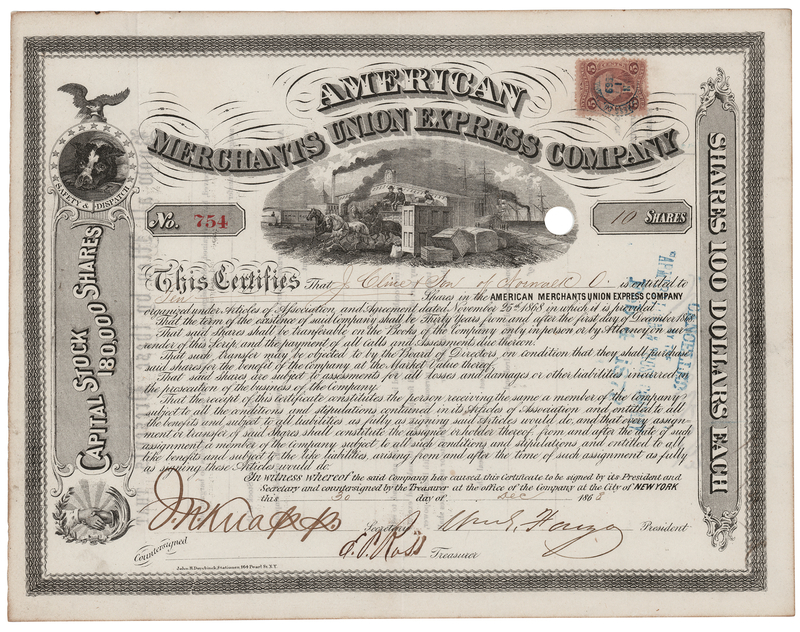 AMERICAN
MERCHANTS UNION EXPRESS COMPANY
SAFETY & DISPATCH
No. 754
10 SHARES
CAPITAL STOCK
180,000 SHARES
SHARES 100 DOLLARS EACH
This Certifies That J. Cline & Son of Norwalk O. is entitled to
Ten Shares in the AMERICAN MERCHANTS UNION EXPRESS COMPANY
organized under Articles of Association, and Agreement dated November 25th 1868 in which it is provided.
That the term of the existence of said Company shall be Thirty Years from and after the first day of December
That said Shares shall be transferable on the Books of the Company only in person or by Attorney on sur-
render of this Scrip, and the payment of all Calls and Assessments due thereon.
That such transfer may be objected to by the Board of Directors, on condition that they shall purchase
said shares for the benefit of the company at the Market Value thereof.
That said shares are subject to assessments for all losses and damages or other liabilities incurred in
the prosecution of the business of the Company.
That the receipt of this certificate constitutes the person receiving the same a member of the Company
subject to all the conditions and stipulations contained in its Articles of Association and entitled to all
the benefits and subject to all liabilities as fully as signing said Articles would do, and that every assign-
ment or transfer of said Shares shall constitute the assignee or holder thereof from and after the date of such
assignment a member of the Company subject to all such conditions and stipulations and entitled to all
like benefits and subject to the like liabilities, arising from and after the time of such assignment as fully
as signing these Articles would do.
In witness whereof the said Company has caused this Certificate to be signed by its President and
Secretary and countersigned by the Treasurer at the office of the Company at the City of NEW YORK
this 30 day of Dec 1868
J.N. Knapp Secretary Wm. G. Fargo President
Countersigned E.P. Ross Treasurer
CANCELLED